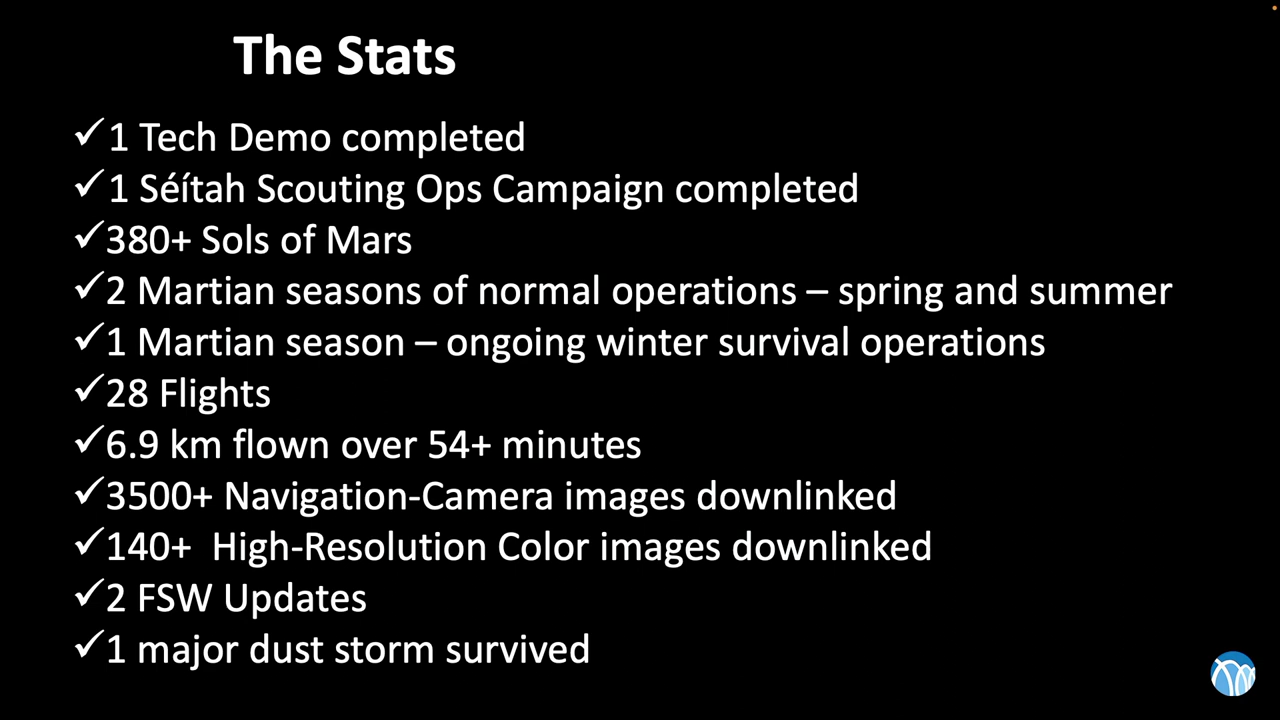 The Stats
✓1 Tech Demo completed
✓1 Séítah Scouting Ops Campaign completed
✓380+ Sols of Mars
✓2 Martian seasons of normal operations – spring and summer
✓1 Martian season – ongoing winter survival operations
✓28 Flights
✓6.9 km flown over 54+ minutes
✓3500+ Navigation-Camera images downlinked
✓140+  High-Resolution Color images downlinked
✓2 FSW Updates
✓1 major dust storm survived